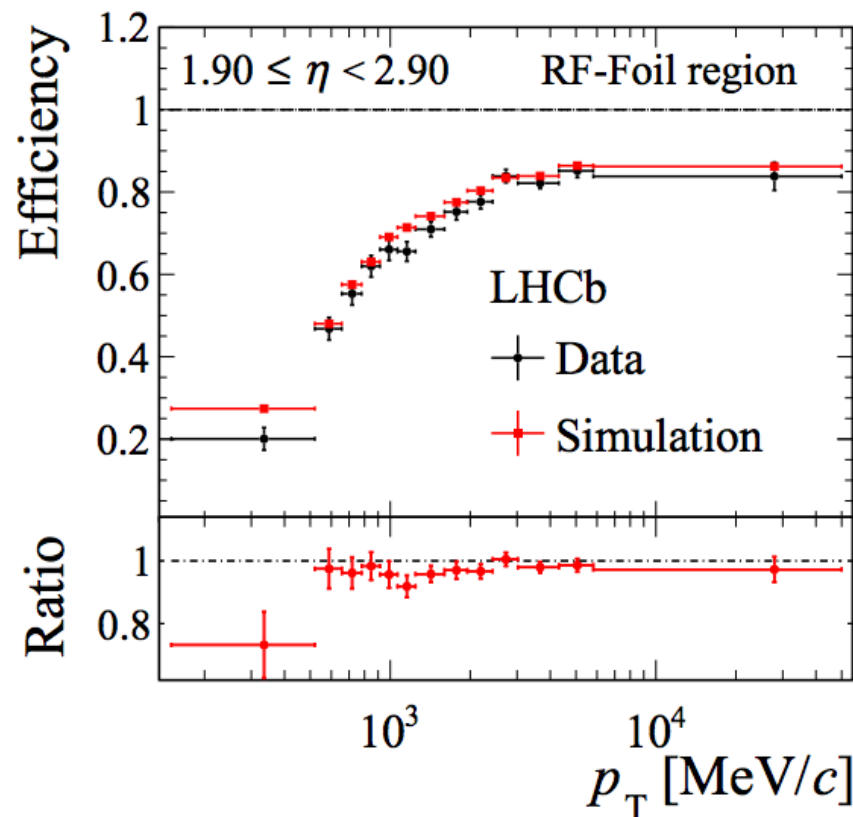 1.2
1.90 ≤ η < 2.90 RF-Foil region
1
Efficiency
0.8
0.6
LHCb
0.4
Data
0.2
Simulation
1
Ratio
0.8
10³ 10⁴
p_T [MeV/c]